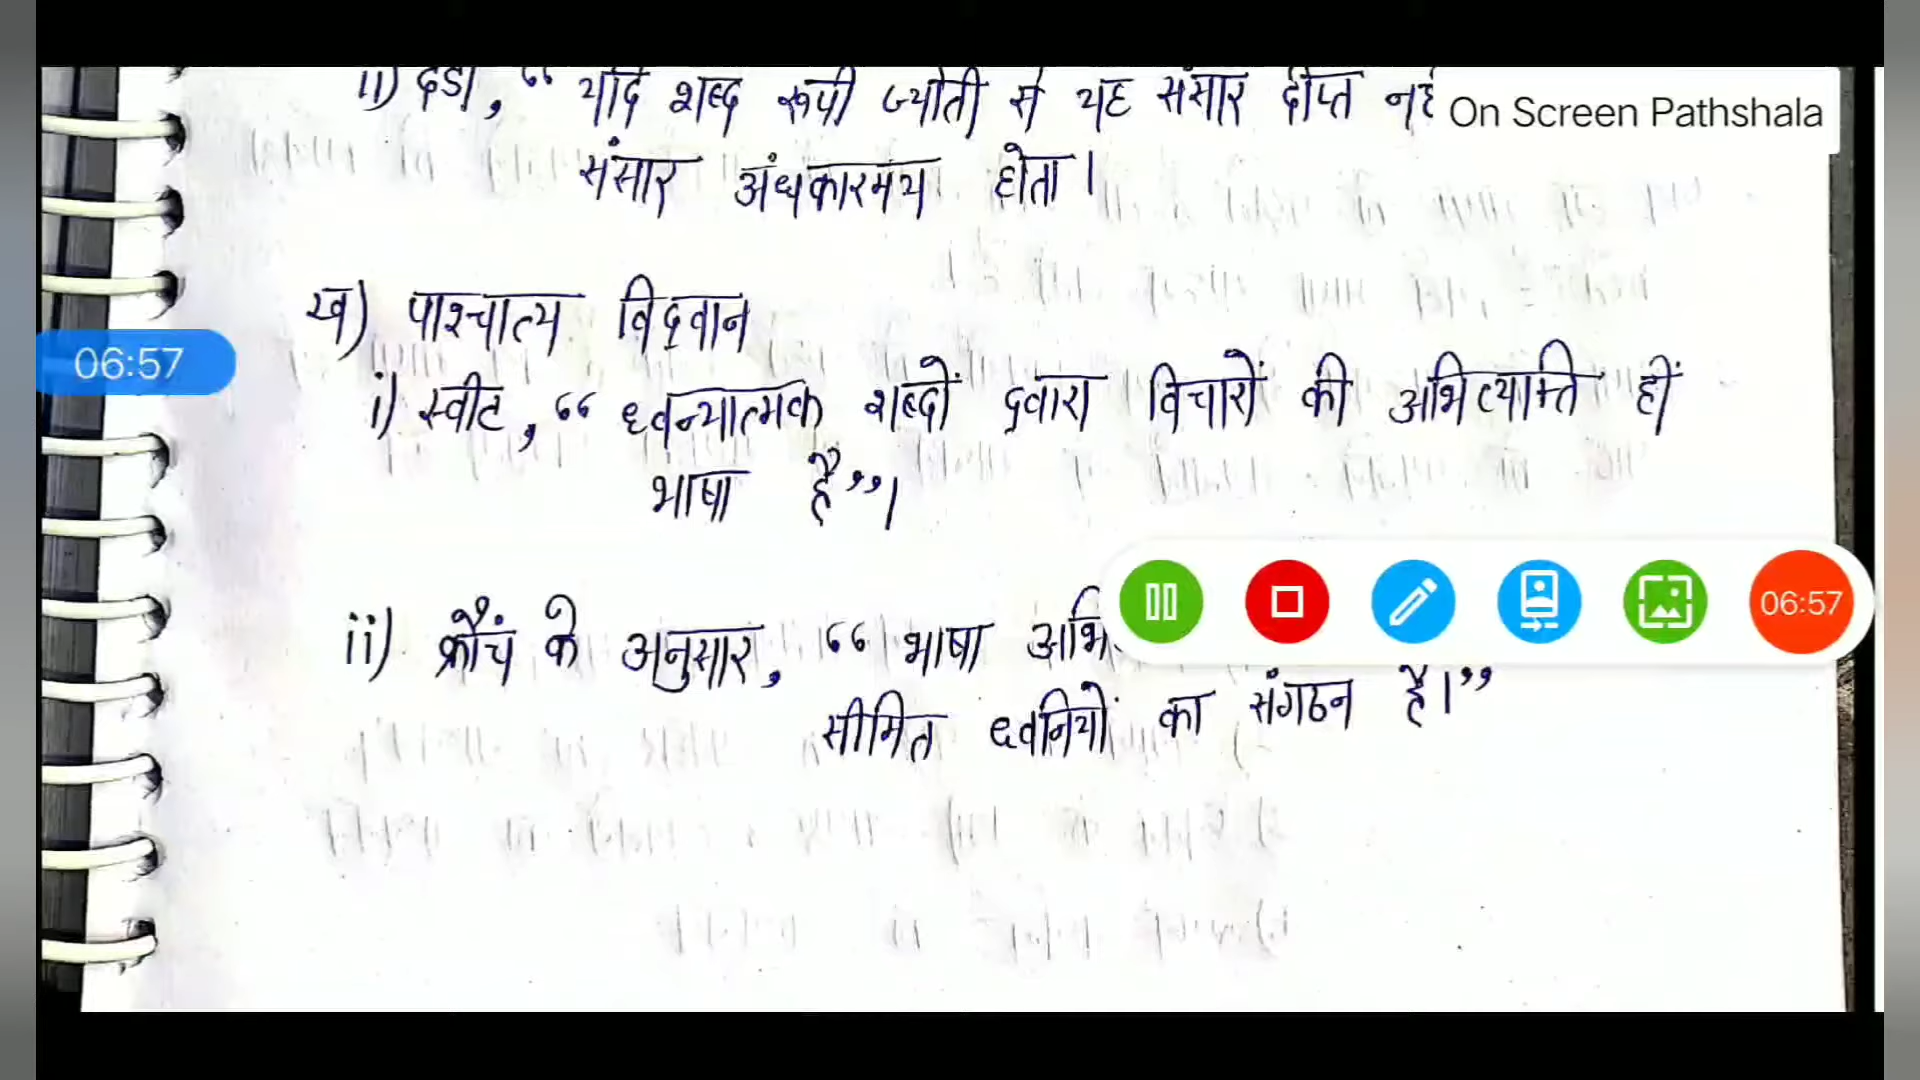 ii) दंडी, “ यदि शब्द रूपी ज्योती से यह संसार दीप्त
On Screen Pathshala
संसार अंधकारमय होता।
ख) पाश्चात्य विद्वान
06:57
i) स्वीट, “ ध्वन्यात्मक शब्दों द्वारा विचारों की अभिव्यक्ति हीं
भाषा है”।
06:57
ii) क्रौचं के अनुसार, “ भाषा
सीमित ध्वनियों का संगठन है।”